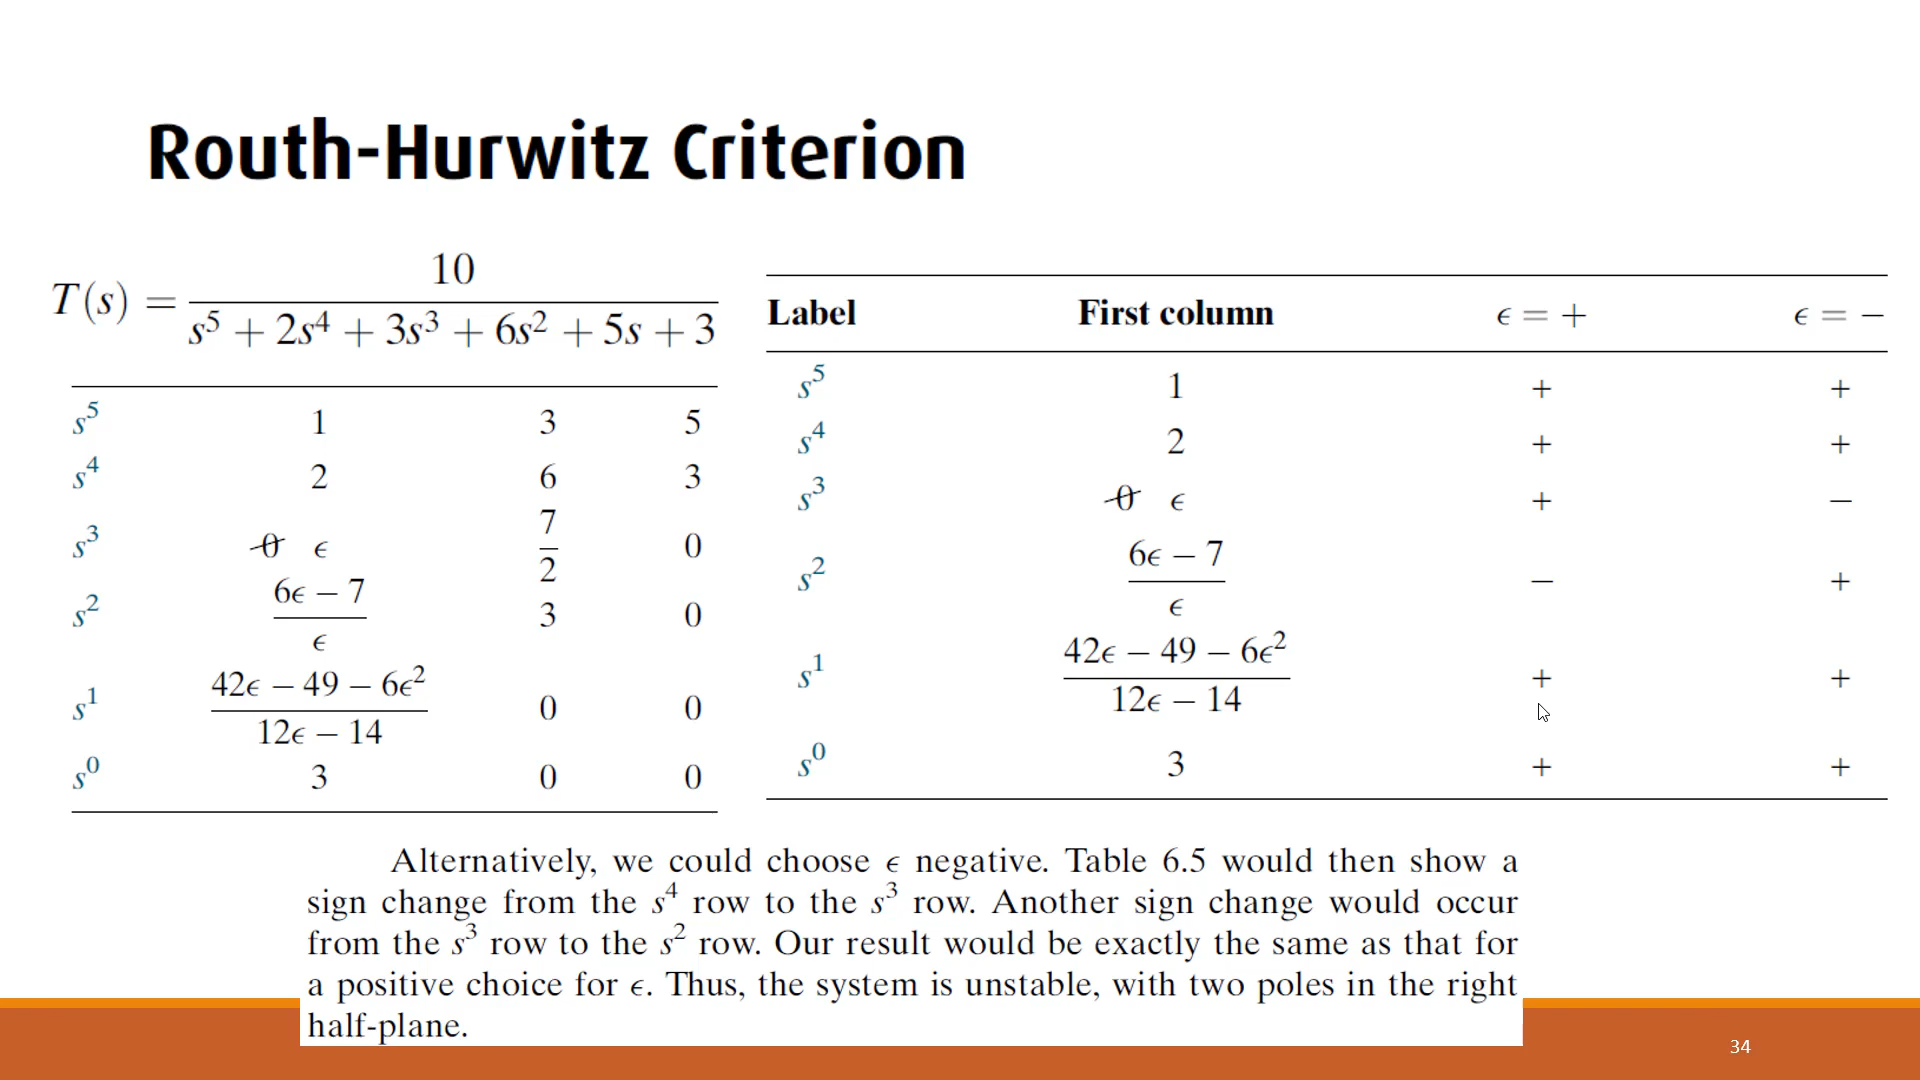 Routh-Hurwitz Criterion
T(s) = 10 / (s⁵ + 2s⁴ + 3s³ + 6s² + 5s + 3)
s⁵ 1 3 5
s⁴ 2 6 3
s³ 0̶ ϵ 7/2 0
s² (6ϵ − 7)/ϵ 3 0
s¹ (42ϵ − 49 − 6ϵ²)/(12ϵ − 14) 0 0
s⁰ 3 0 0
Label First column ϵ = + ϵ = −
s⁵ 1 + +
s⁴ 2 + +
s³ 0̶ ϵ + −
s² (6ϵ − 7)/ϵ − +
s¹ (42ϵ − 49 − 6ϵ²)/(12ϵ − 14) + +
s⁰ 3 + +
Alternatively, we could choose ϵ negative. Table 6.5 would then show a
sign change from the s⁴ row to the s³ row. Another sign change would occur
from the s³ row to the s² row. Our result would be exactly the same as that for
a positive choice for ϵ. Thus, the system is unstable, with two poles in the right
half-plane.
34